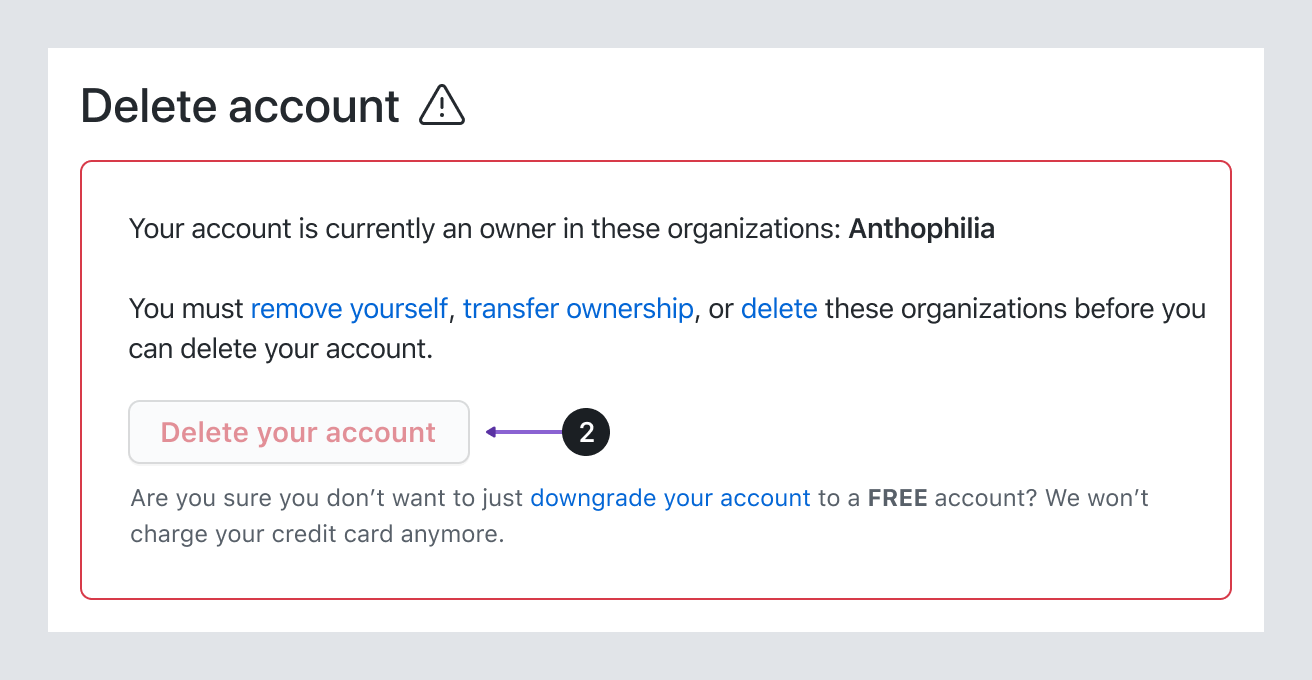 Delete account
Your account is currently an owner in these organizations: Anthophilia
You must remove yourself, transfer ownership, or delete these organizations before you
can delete your account.
Delete your account
2
Are you sure you don’t want to just downgrade your account to a FREE account? We won’t
charge your credit card anymore.